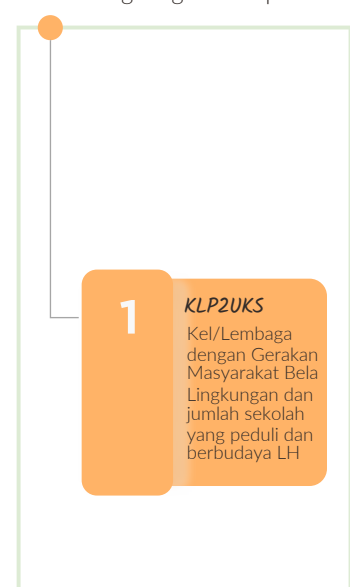 1
KLP2UKS
Kel/Lembaga
dengan Gerakan
Masyarakat Bela
Lingkungan dan
jumlah sekolah
yang peduli dan
berbudaya LH